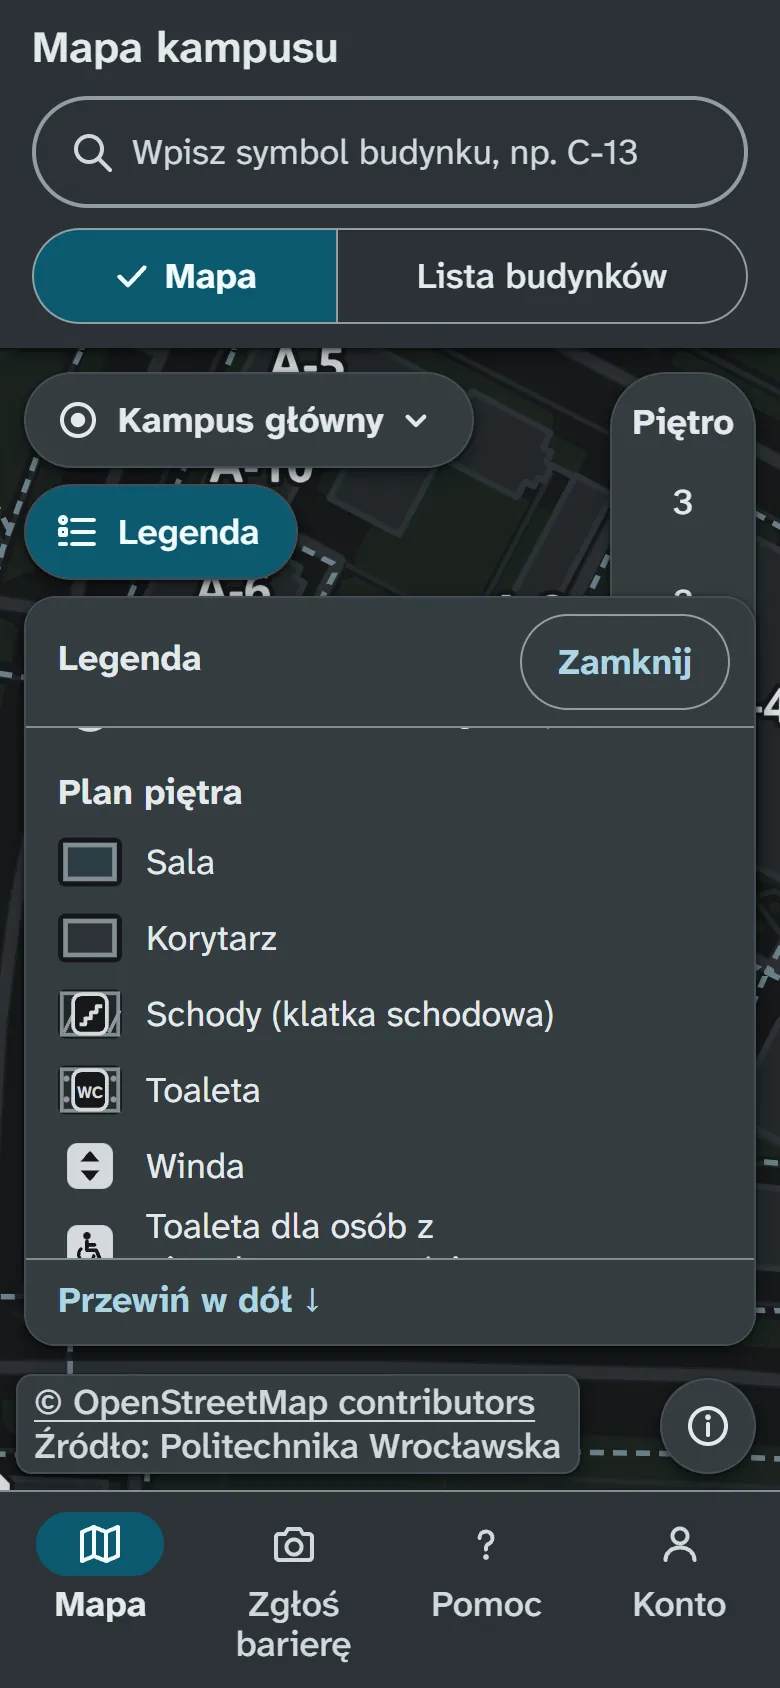 Mapa kampusu
Wpisz symbol budynku, np. C-13
Mapa
Lista budynków
A-5
Kampus główny
Piętro
A-10
3
Legenda
A-6
Legenda
Zamknij
Plan piętra
Sala
Korytarz
Schody (klatka schodowa)
WC
Toaleta
Winda
Toaleta dla osób z
Przewiń w dół ↓
© OpenStreetMap contributors
Źródło: Politechnika Wrocławska
Mapa
Zgłoś
barierę
?
Pomoc
Konto